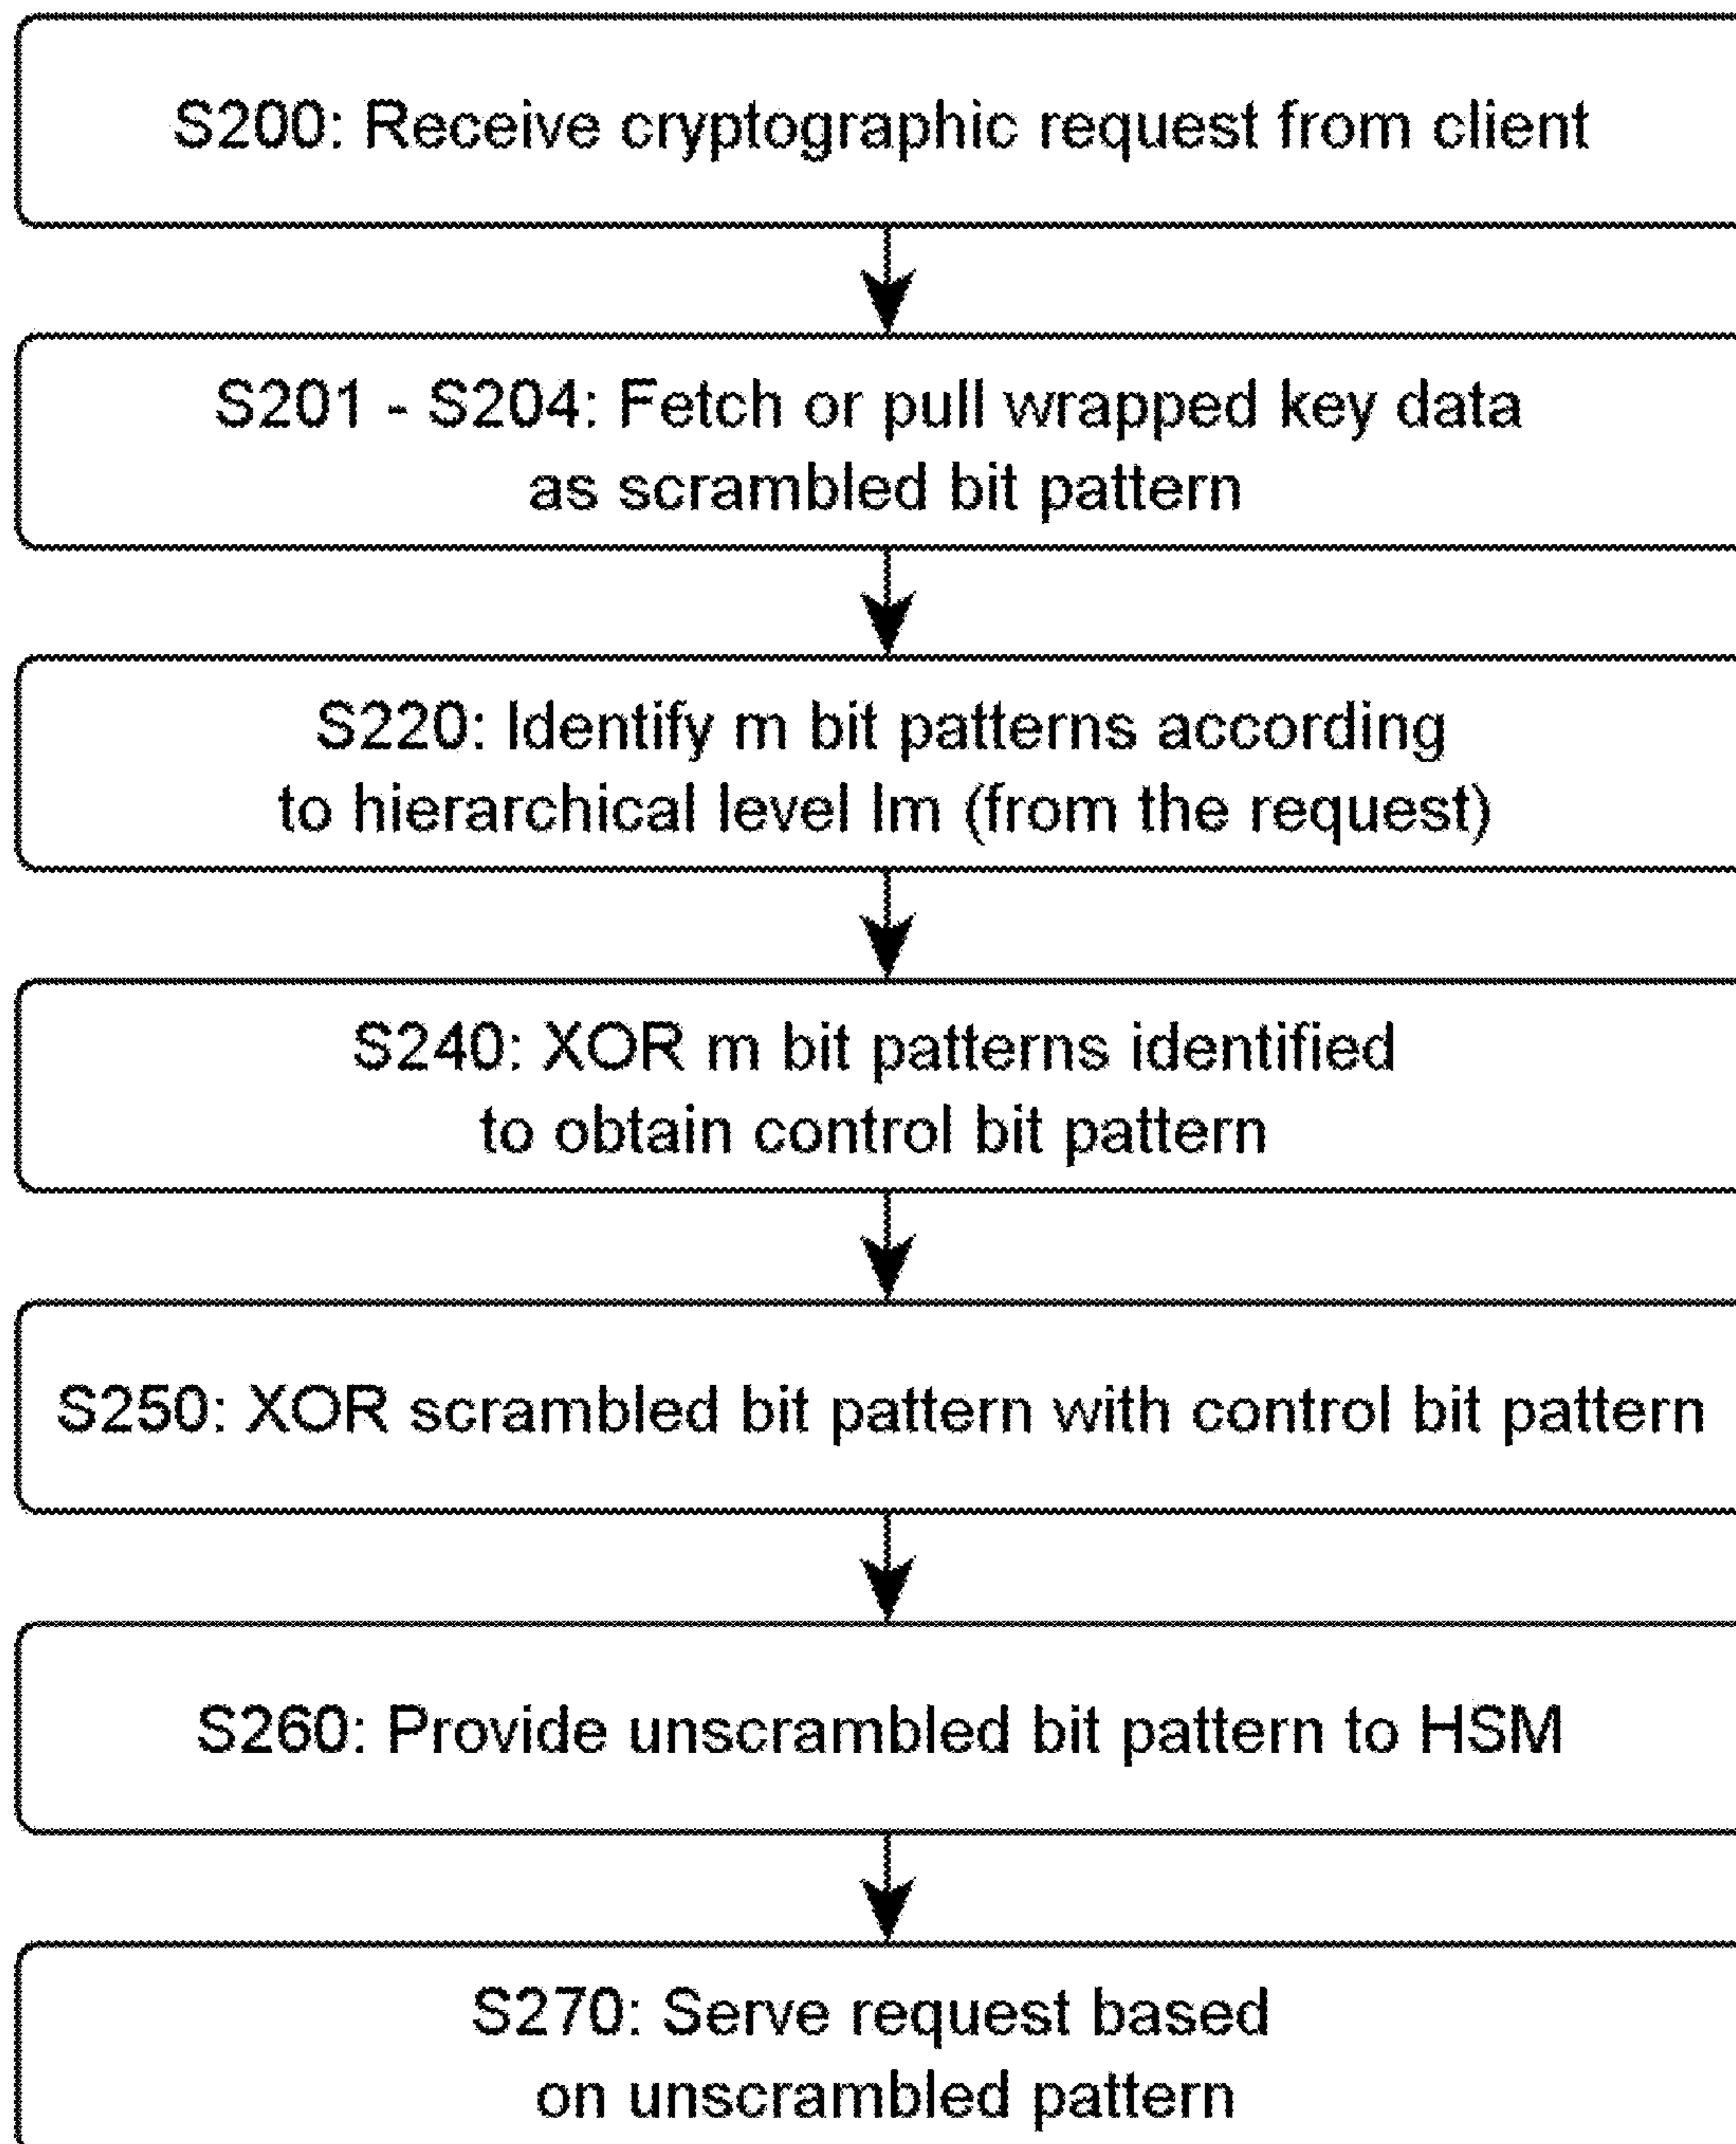 S200: Receive cryptographic request from client
S201 - S204: Fetch or pull wrapped key data
as scrambled bit pattern
S220: Identify m bit patterns according
to hierarchical level lm (from the request)
S240: XOR m bit patterns identified
to obtain control bit pattern
S250: XOR scrambled bit pattern with control bit pattern
S260: Provide unscrambled bit pattern to HSM
S270: Serve request based
on unscrambled pattern